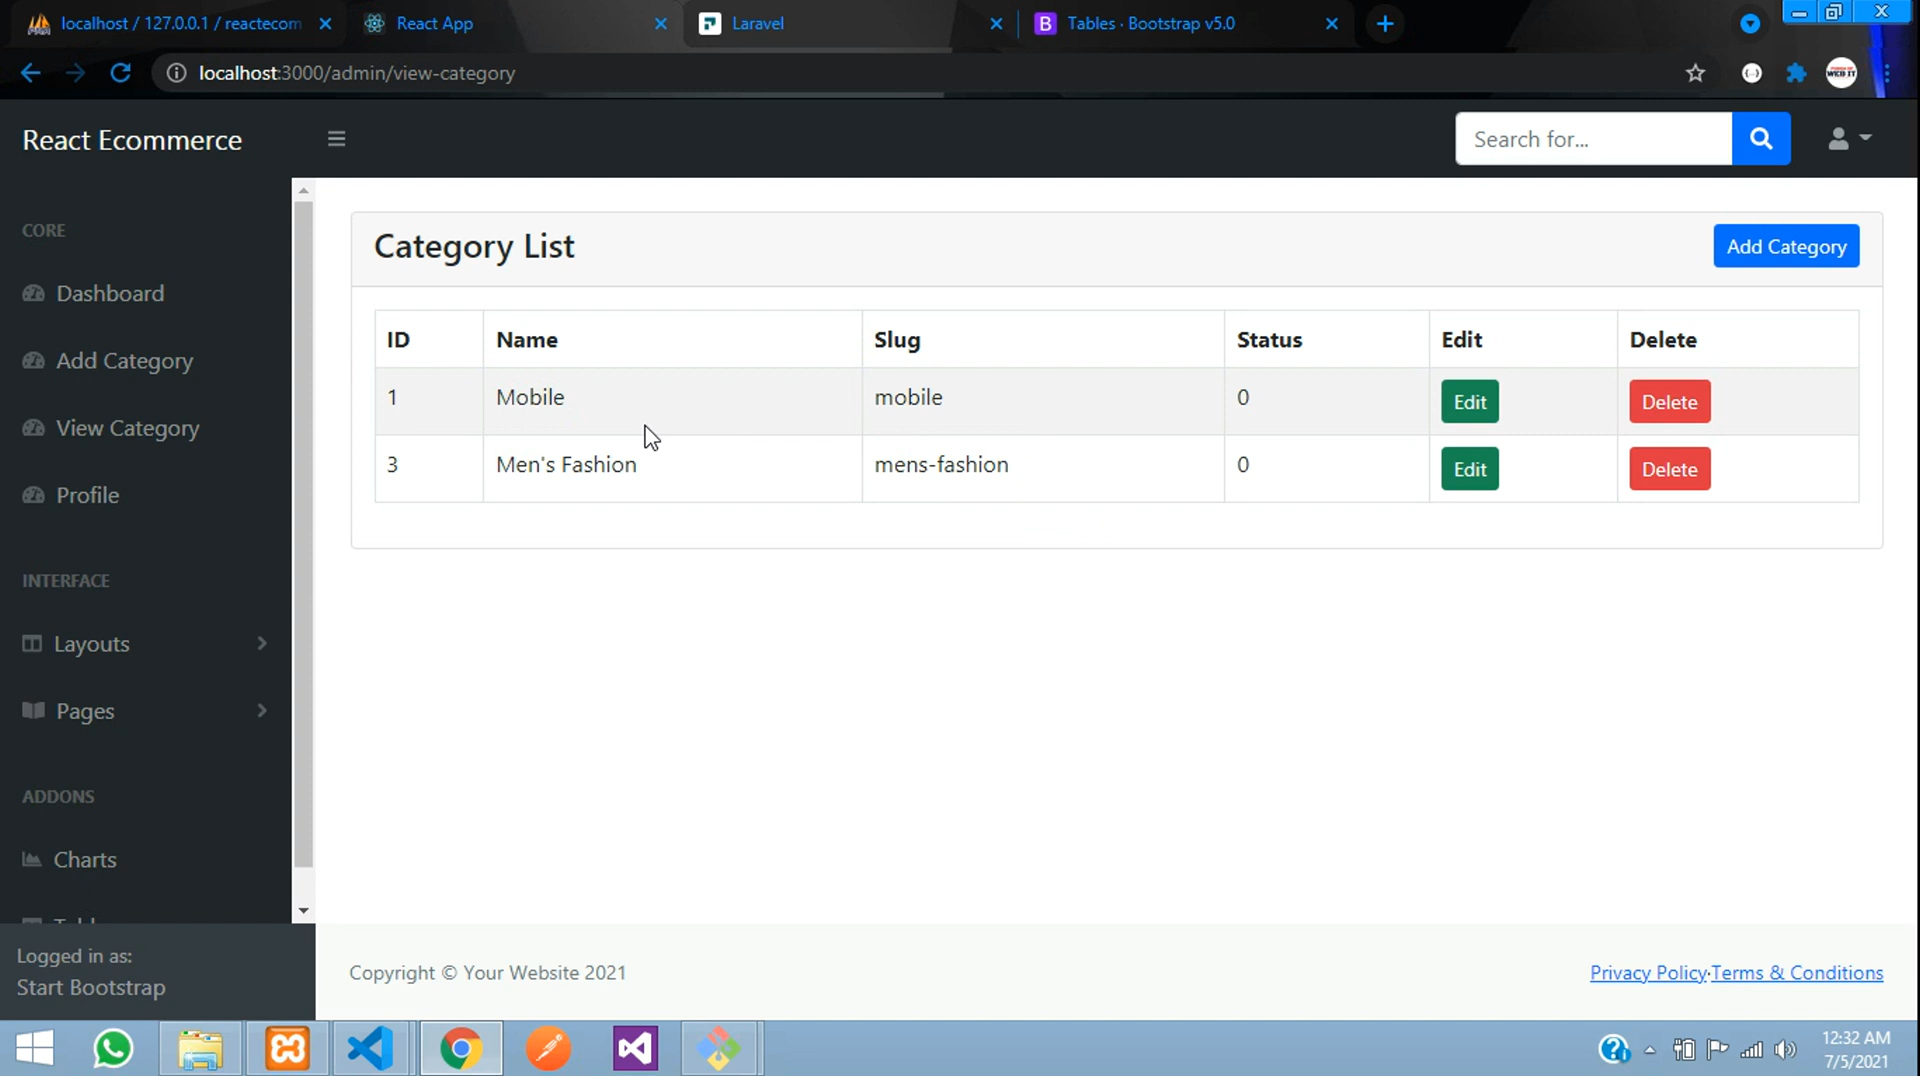 localhost / 127.0.0.1 / reactecom
React App
Laravel
Tables · Bootstrap v5.0
localhost:3000/admin/view-category
React Ecommerce
Search for...
CORE
Dashboard
Add Category
View Category
Profile
INTERFACE
Layouts
Pages
ADDONS
Charts
Logged in as:
Start Bootstrap
Category List
Add Category
ID Name Slug Status Edit Delete
1 Mobile mobile 0 Edit Delete
3 Men's Fashion mens-fashion 0 Edit Delete
Copyright © Your Website 2021
Privacy Policy·Terms & Conditions
12:32 AM
7/5/2021